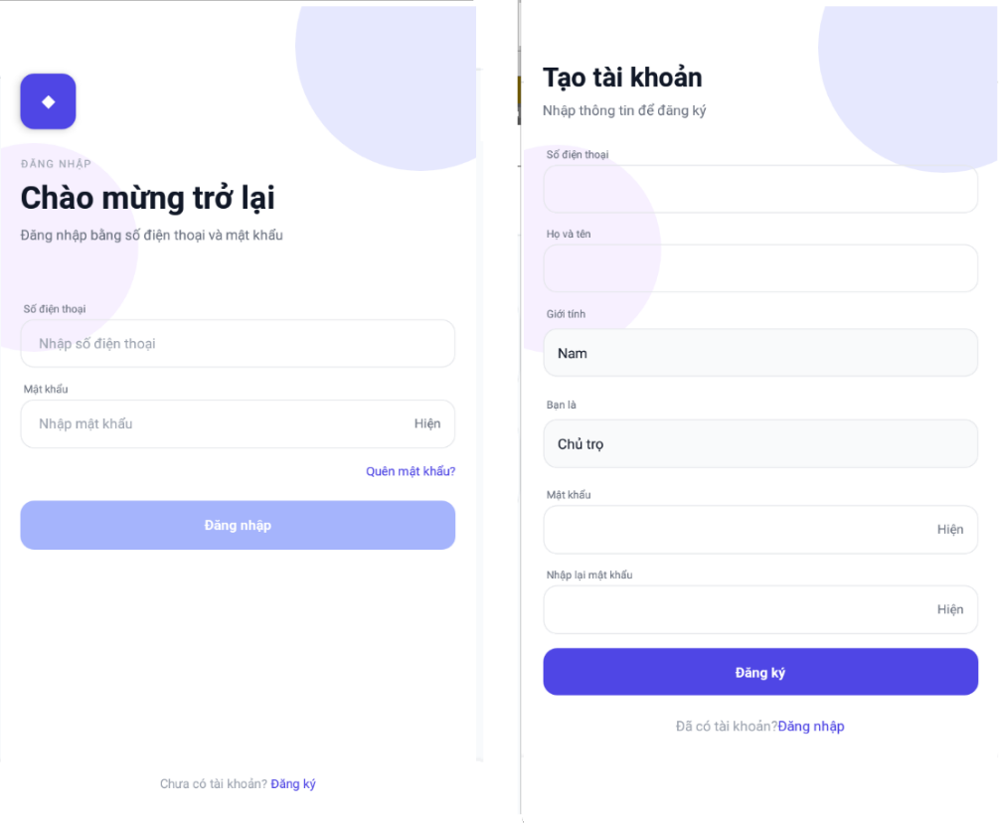 ĐĂNG NHẬP
Chào mừng trở lại
Đăng nhập bằng số điện thoại và mật khẩu
Số điện thoại
Nhập số điện thoại
Mật khẩu
Nhập mật khẩu
Hiện
Quên mật khẩu?
Đăng nhập
Chưa có tài khoản? Đăng ký
Tạo tài khoản
Nhập thông tin để đăng ký
Số điện thoại
Họ và tên
Giới tính
Nam
Bạn là
Chủ trọ
Mật khẩu
Hiện
Nhập lại mật khẩu
Hiện
Đăng ký
Đã có tài khoản?Đăng nhập